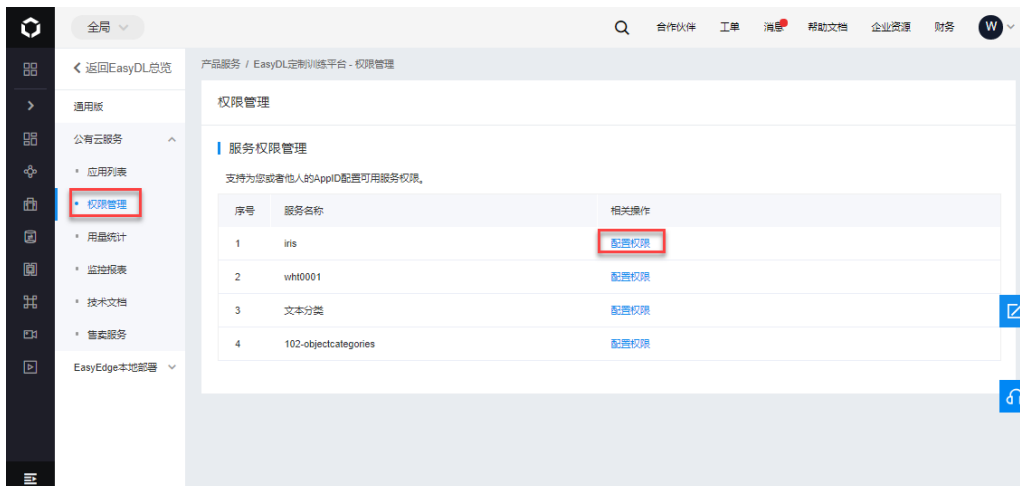 全局
合作伙伴
工单
消息
帮助文档
企业资源
财务
W
返回EasyDL总览
通用版
公有云服务
应用列表
权限管理
用量统计
监控报表
技术文档
售卖服务
EasyEdge本地部署
产品服务 / EasyDL定制训练平台 - 权限管理
权限管理
服务权限管理
支持为您或者他人的AppID配置可用服务权限。
序号 服务名称 相关操作
1 iris 配置权限
2 wht0001 配置权限
3 文本分类 配置权限
4 102-objectcategories 配置权限